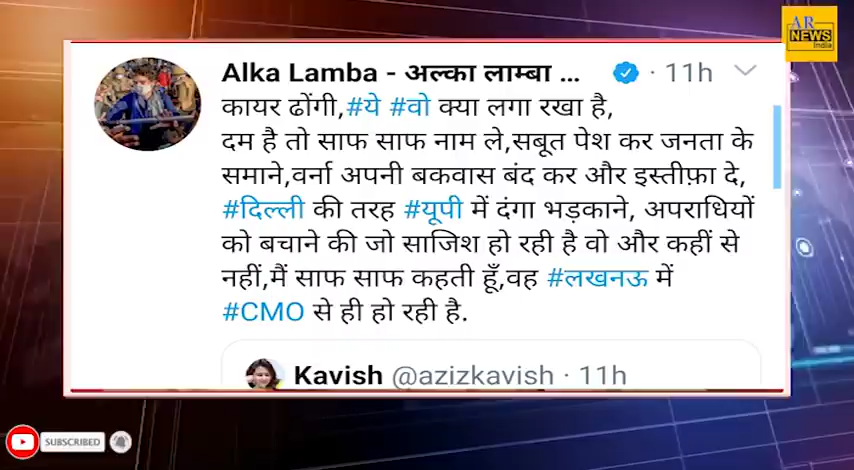 AR
NEWS
India
Alka Lamba - अल्का लाम्बा ... · 11h
कायर ढोंगी,#ये #वो क्या लगा रखा है,
दम है तो साफ साफ नाम ले,सबूत पेश कर जनता के
समाने,वर्ना अपनी बकवास बंद कर और इस्तीफ़ा दे,
#दिल्ली की तरह #यूपी में दंगा भड़काने, अपराधियों
को बचाने की जो साजिश हो रही है वो और कहीं से
नहीं,मैं साफ साफ कहती हूँ,वह #लखनऊ में
#CMO से ही हो रही है.
Kavish @azizkavish · 11h
SUBSCRIBED